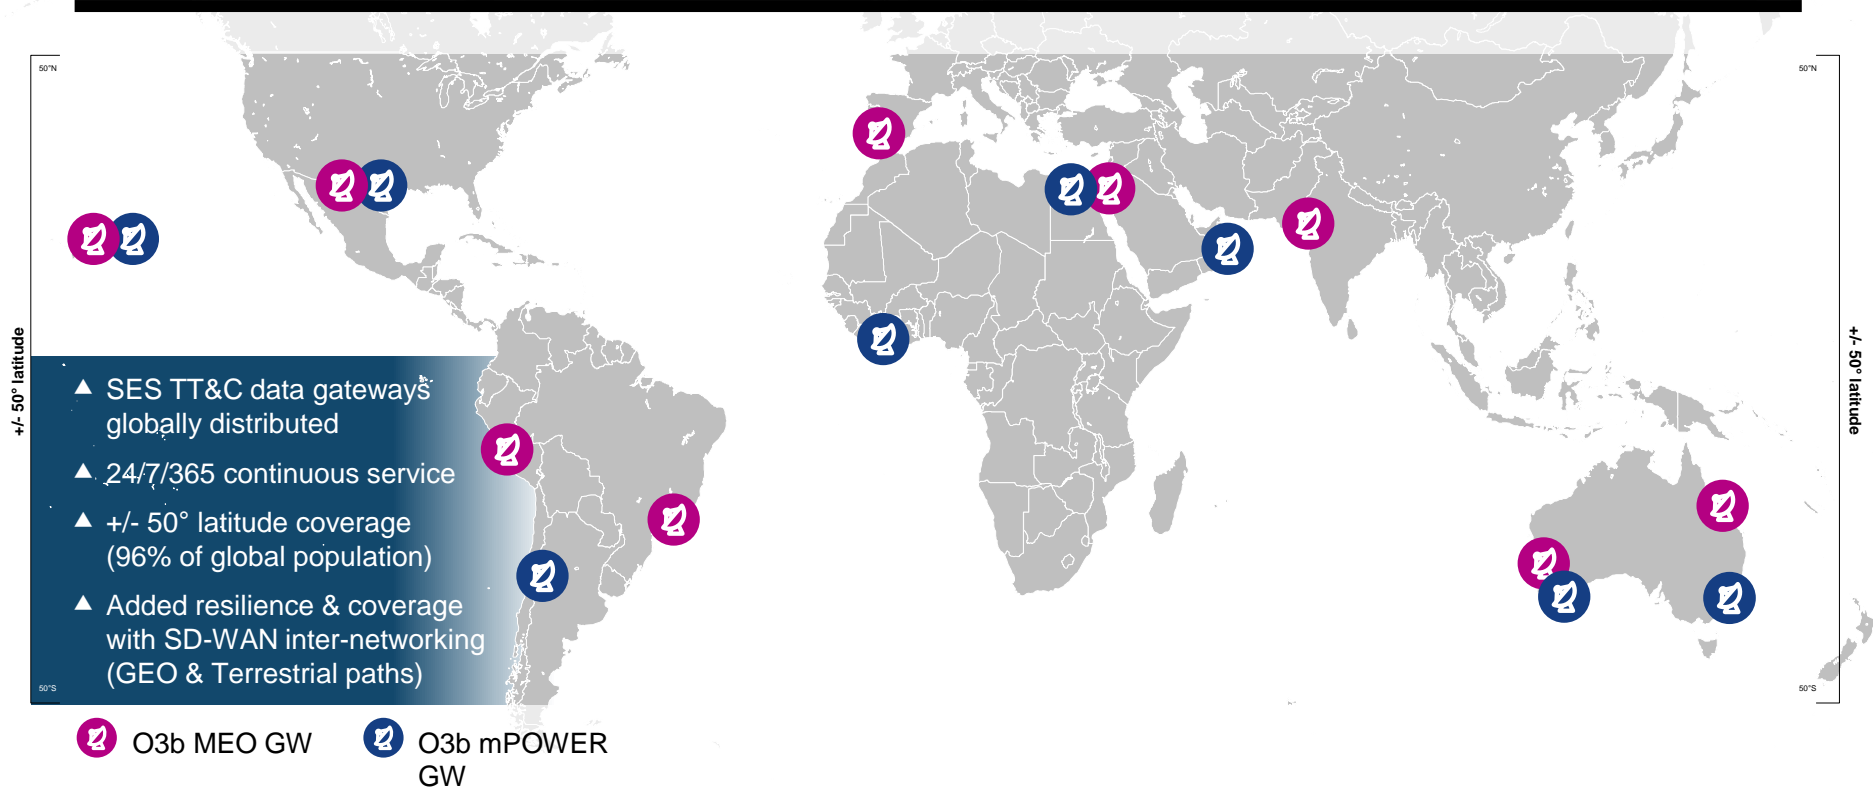 50°N
50°N
+/- 50° latitude
+/- 50° latitude
SES TT&C data gateways
globally distributed
24/7/365 continuous service
+/- 50° latitude coverage
(96% of global population)
Added resilience & coverage
with SD-WAN inter-networking
(GEO & Terrestrial paths)
50°S
50°S
O3b MEO GW
O3b mPOWER
GW